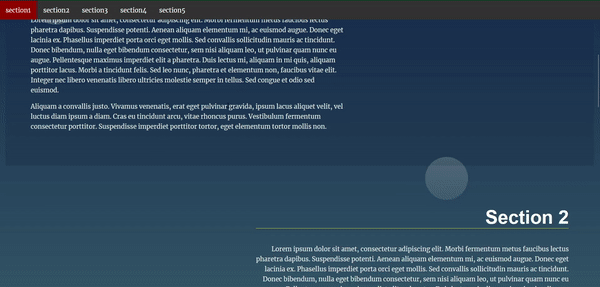 section1 section2 section3 section4 section5
Lorem ipsum dolor sit amet, consectetur adipiscing elit. Morbi fermentum metus faucibus lectus
pharetra dapibus. Suspendisse potenti. Aenean aliquam elementum mi, ac euismod augue. Donec eget
lacinia ex. Phasellus imperdiet porta orci eget mollis. Sed convallis sollicitudin mauris ac tincidunt.
Donec bibendum, nulla eget bibendum consectetur, sem nisi aliquam leo, ut pulvinar quam nunc eu
augue. Pellentesque maximus imperdiet elit a pharetra. Duis lectus mi, aliquam in mi quis, aliquam
porttitor lacus. Morbi a tincidunt felis. Sed leo nunc, pharetra et elementum non, faucibus vitae elit.
Integer nec libero venenatis libero ultricies molestie semper in tellus. Sed congue et odio sed
euismod.
Aliquam a convallis justo. Vivamus venenatis, erat eget pulvinar gravida, ipsum lacus aliquet velit, vel
luctus diam ipsum a diam. Cras eu tincidunt arcu, vitae rhoncus purus. Vestibulum fermentum
consectetur porttitor. Suspendisse imperdiet porttitor tortor, eget elementum tortor mollis non.
Section 2
Lorem ipsum dolor sit amet, consectetur adipiscing elit. Morbi fermentum metus faucibus lectus
pharetra dapibus. Suspendisse potenti. Aenean aliquam elementum mi, ac euismod augue. Donec eget
lacinia ex. Phasellus imperdiet porta orci eget mollis. Sed convallis sollicitudin mauris ac tincidunt.
Donec bibendum, nulla eget bibendum consectetur, sem nisi aliquam leo, ut pulvinar quam nunc eu